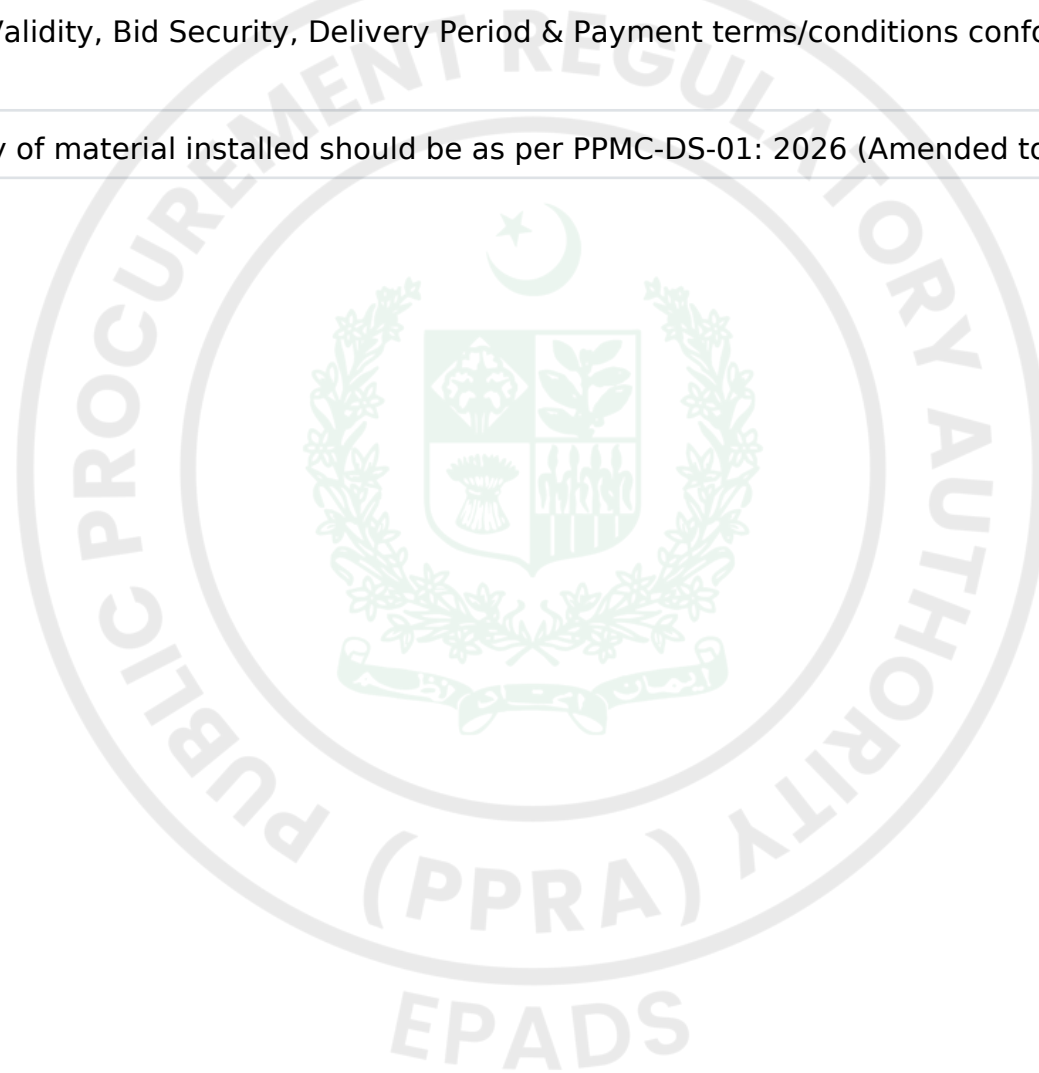 Validity, Bid Security, Delivery Period & Payment terms/conditions confo
y of material installed should be as per PPMC-DS-01: 2026 (Amended to
PUBLIC PROCUREMENT REGULATORY AUTHORITY
(PPRA)
EPADS